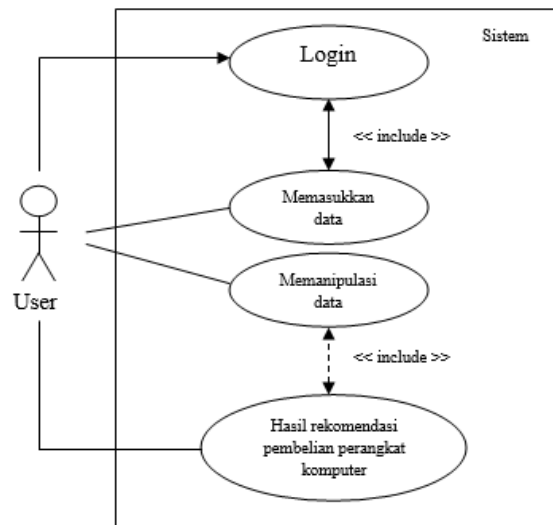 Sistem
Login
<< include >>
Memasukkan
data
User
Memanipulasi
data
<< include >>
Hasil rekomendasi
pembelian perangkat
komputer